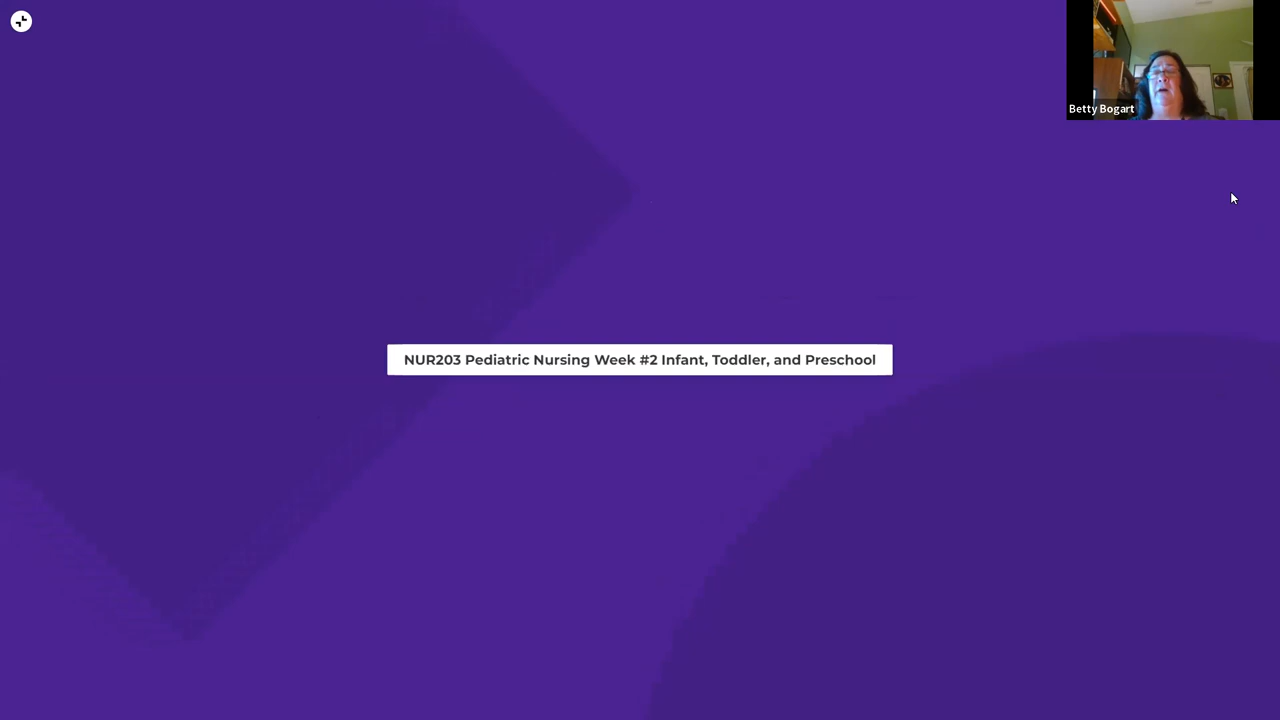 Betty Bogart
NUR203 Pediatric Nursing Week #2 Infant, Toddler, and Preschool